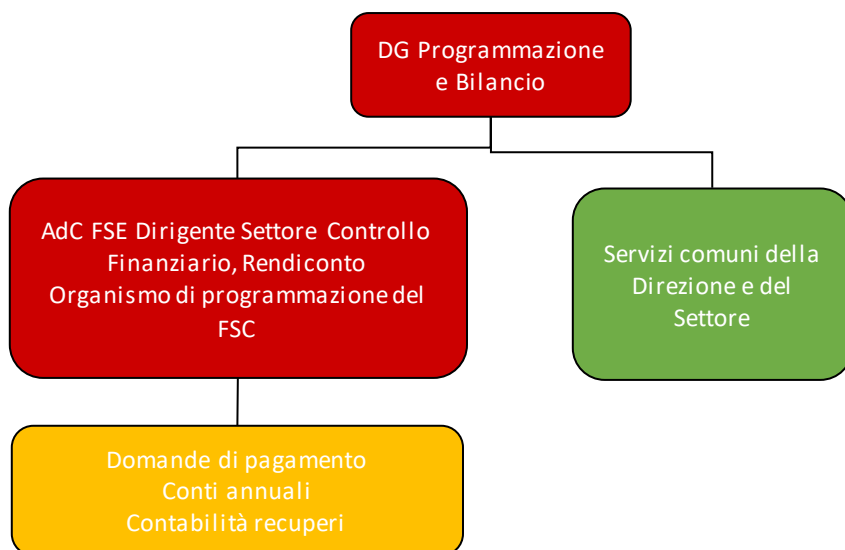 DG Programmazione
e Bilancio
AdC FSE Dirigente Settore Controllo
Finanziario, Rendiconto
Organismo di programmazione del
FSC
Servizi comuni della
Direzione e del
Settore
Domande di pagamento
Conti annuali
Contabilità recuperi